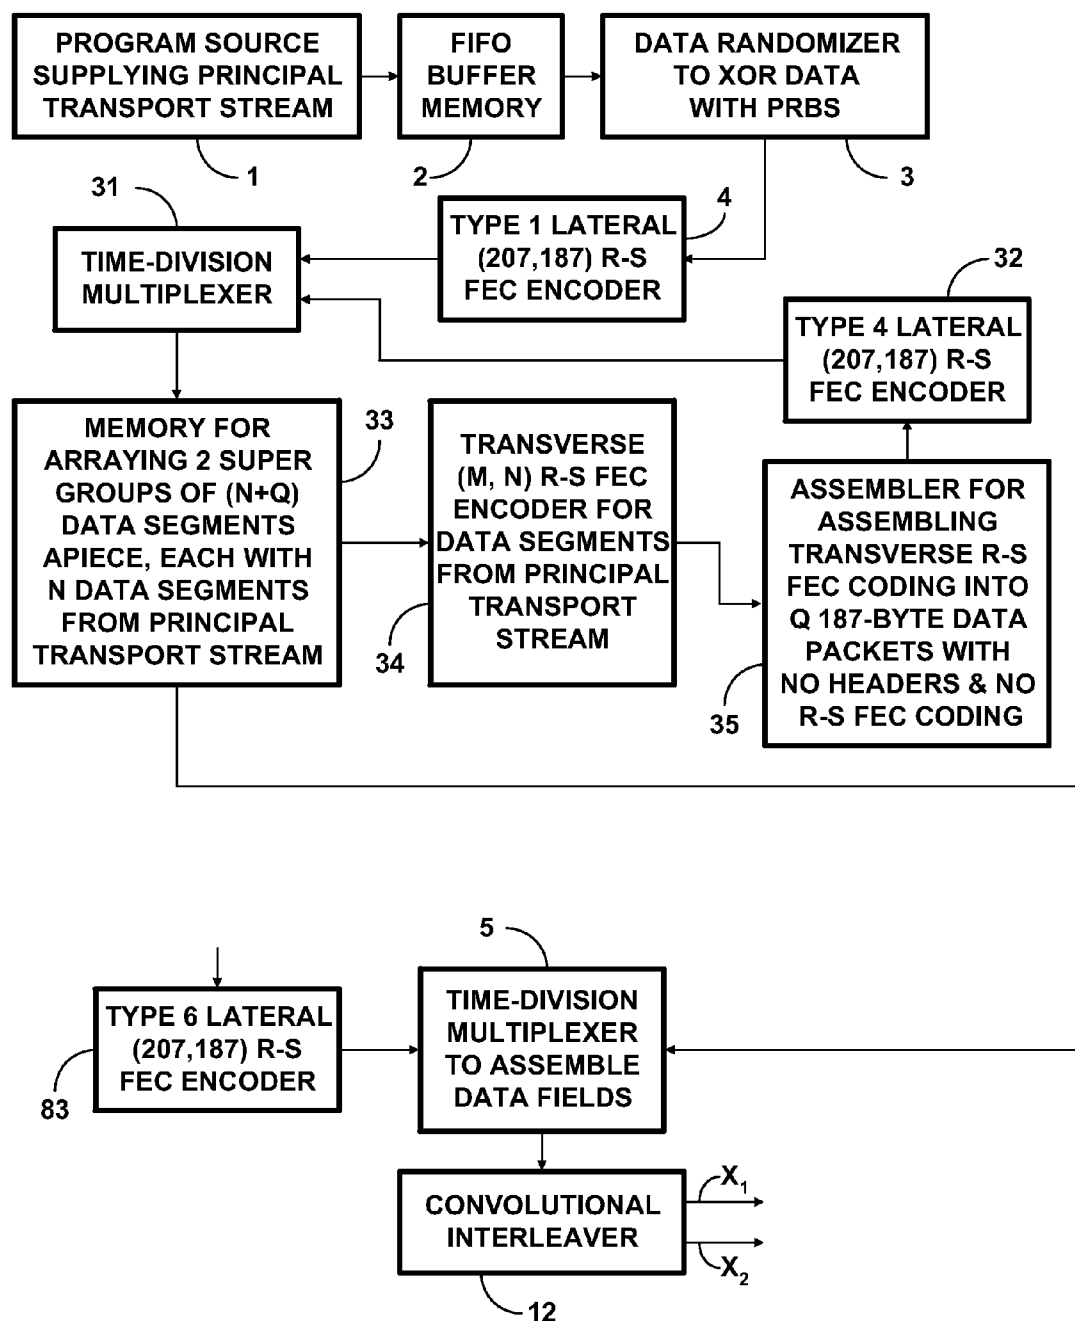 PROGRAM SOURCE
SUPPLYING PRINCIPAL
TRANSPORT STREAM
1
FIFO
BUFFER
MEMORY
2
DATA RANDOMIZER
TO XOR DATA
WITH PRBS
3
31
TIME-DIVISION
MULTIPLEXER
4
TYPE 1 LATERAL
(207,187) R-S
FEC ENCODER
32
TYPE 4 LATERAL
(207,187) R-S
FEC ENCODER
33
MEMORY FOR
ARRAYING 2 SUPER
GROUPS OF (N+Q)
DATA SEGMENTS
APIECE, EACH WITH
N DATA SEGMENTS
FROM PRINCIPAL
TRANSPORT STREAM
TRANSVERSE
(M, N) R-S FEC
ENCODER FOR
DATA SEGMENTS
FROM PRINCIPAL
TRANSPORT
STREAM
34
ASSEMBLER FOR
ASSEMBLING
TRANSVERSE R-S
FEC CODING INTO
Q 187-BYTE DATA
PACKETS WITH
NO HEADERS & NO
R-S FEC CODING
35
TYPE 6 LATERAL
(207,187) R-S
FEC ENCODER
83
5
TIME-DIVISION
MULTIPLEXER
TO ASSEMBLE
DATA FIELDS
CONVOLUTIONAL
INTERLEAVER
12
X1
X2